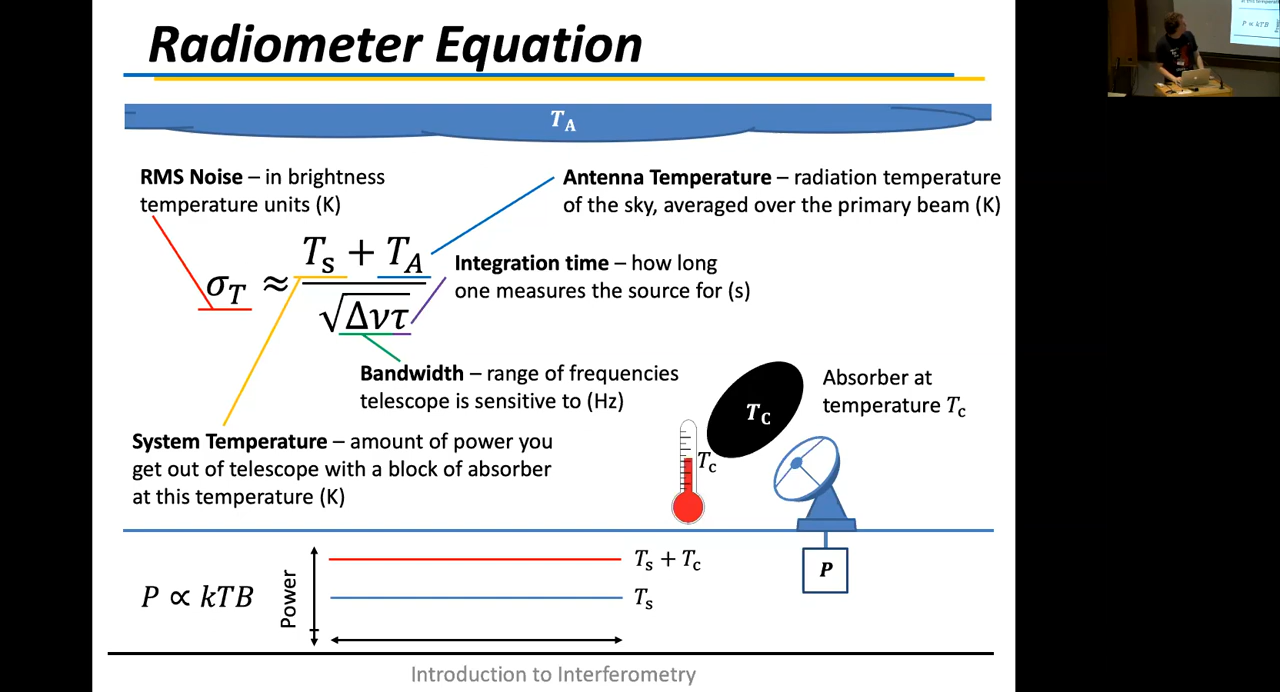 Radiometer Equation
T_A
RMS Noise – in brightness
temperature units (K)
Antenna Temperature – radiation temperature
of the sky, averaged over the primary beam (K)
σ_T ≈ (T_s + T_A) / √(Δντ)
Integration time – how long
one measures the source for (s)
Bandwidth – range of frequencies
telescope is sensitive to (Hz)
System Temperature – amount of power you
get out of telescope with a block of absorber
at this temperature (K)
T_C
Absorber at
temperature T_c
T_c
P
P ∝ kTB
Power
T_s + T_c
T_s
Introduction to Interferometry
P ∝ kTB